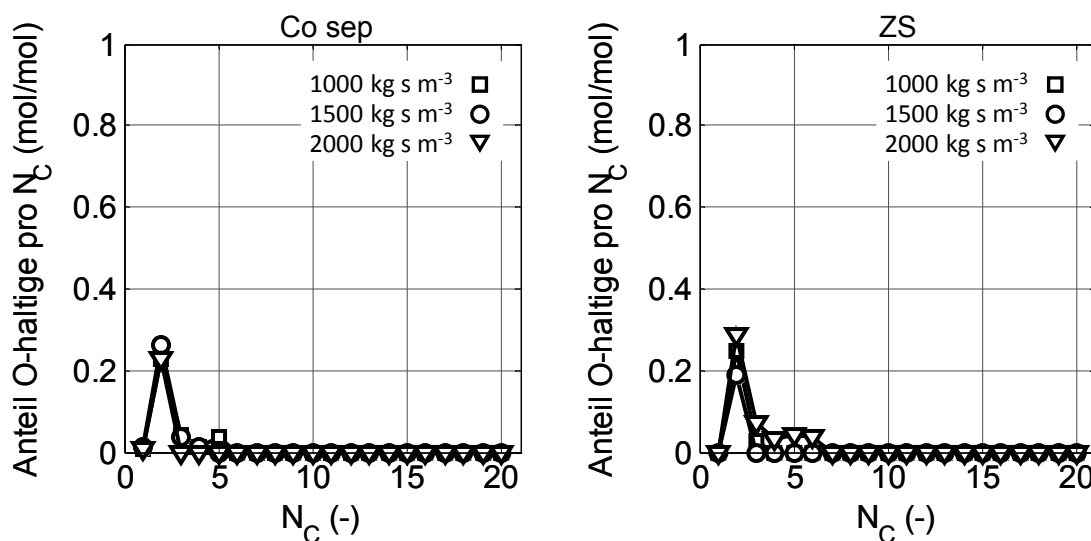 Co sep
Anteil O-haltige pro N_C (mol/mol)
1
0.8
0.6
0.4
0.2
0
1000 kg s m⁻³
1500 kg s m⁻³
2000 kg s m⁻³
0 5 10 15 20
N_C (-)
ZS
Anteil O-haltige pro N_C (mol/mol)
1
0.8
0.6
0.4
0.2
0
1000 kg s m⁻³
1500 kg s m⁻³
2000 kg s m⁻³
0 5 10 15 20
N_C (-)